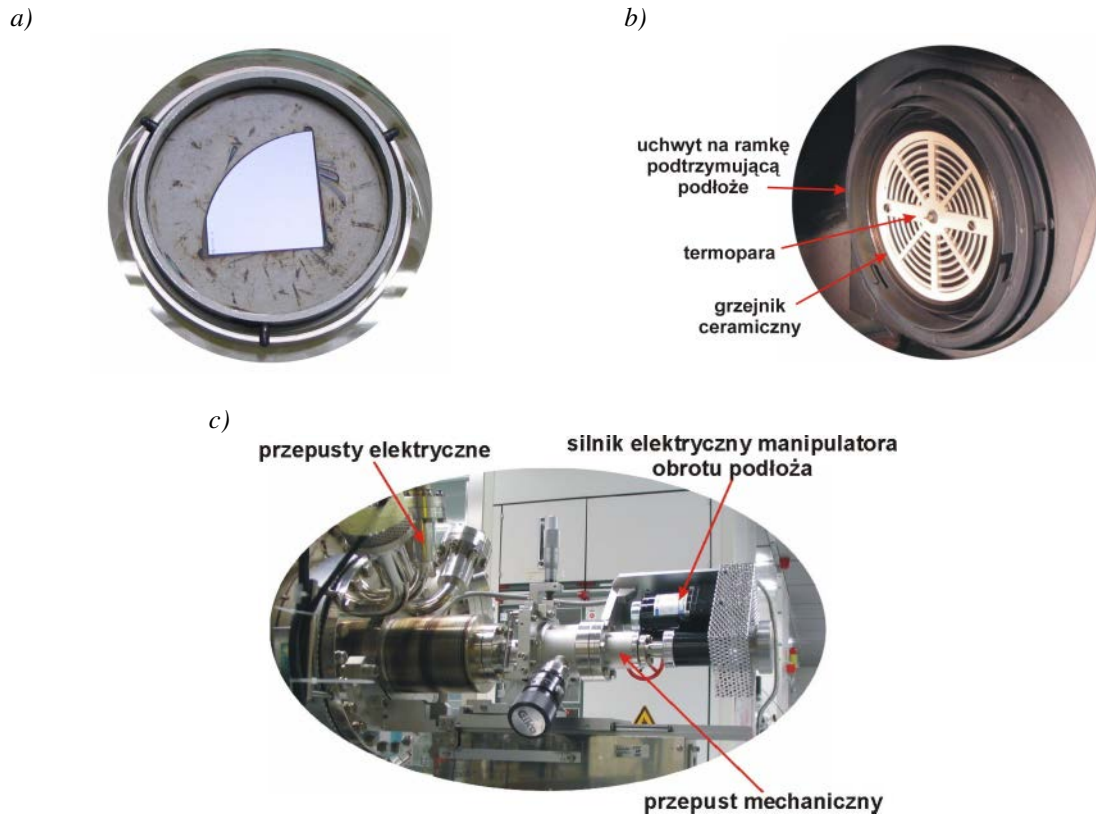 a)
b)
uchwyt na ramkę
podtrzymującą
podłoże
termopara
grzejnik
ceramiczny
c)
przepusty elektryczne
silnik elektryczny manipulatora
obrotu podłoża
przepust mechaniczny